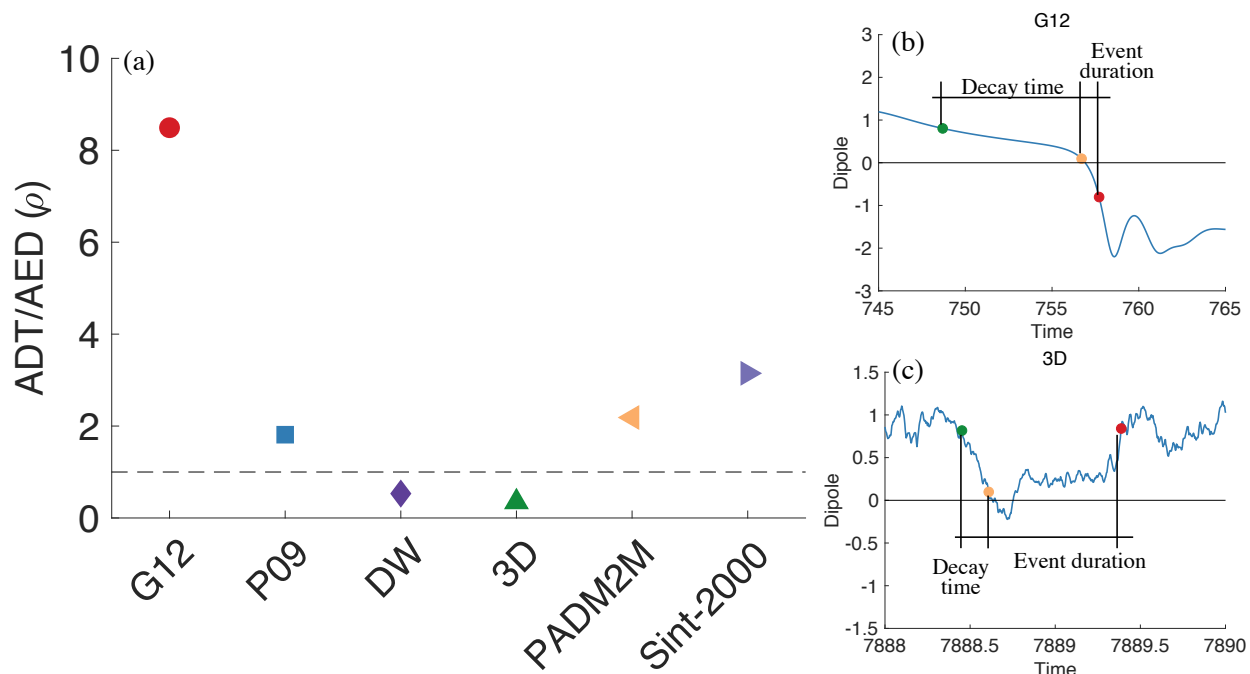 (a)
ADT/AED (ρ)
10
8
6
4
2
0
G12
P09
DW
3D
PADM2M
Sint-2000
G12
(b)
Event
duration
Decay time
Dipole
3
2
1
0
-1
-2
-3
745
750
755
760
765
Time
3D
(c)
Dipole
1.5
1
0.5
0
-0.5
-1
-1.5
Decay
time
Event duration
7888
7888.5
7889
7889.5
7890
Time